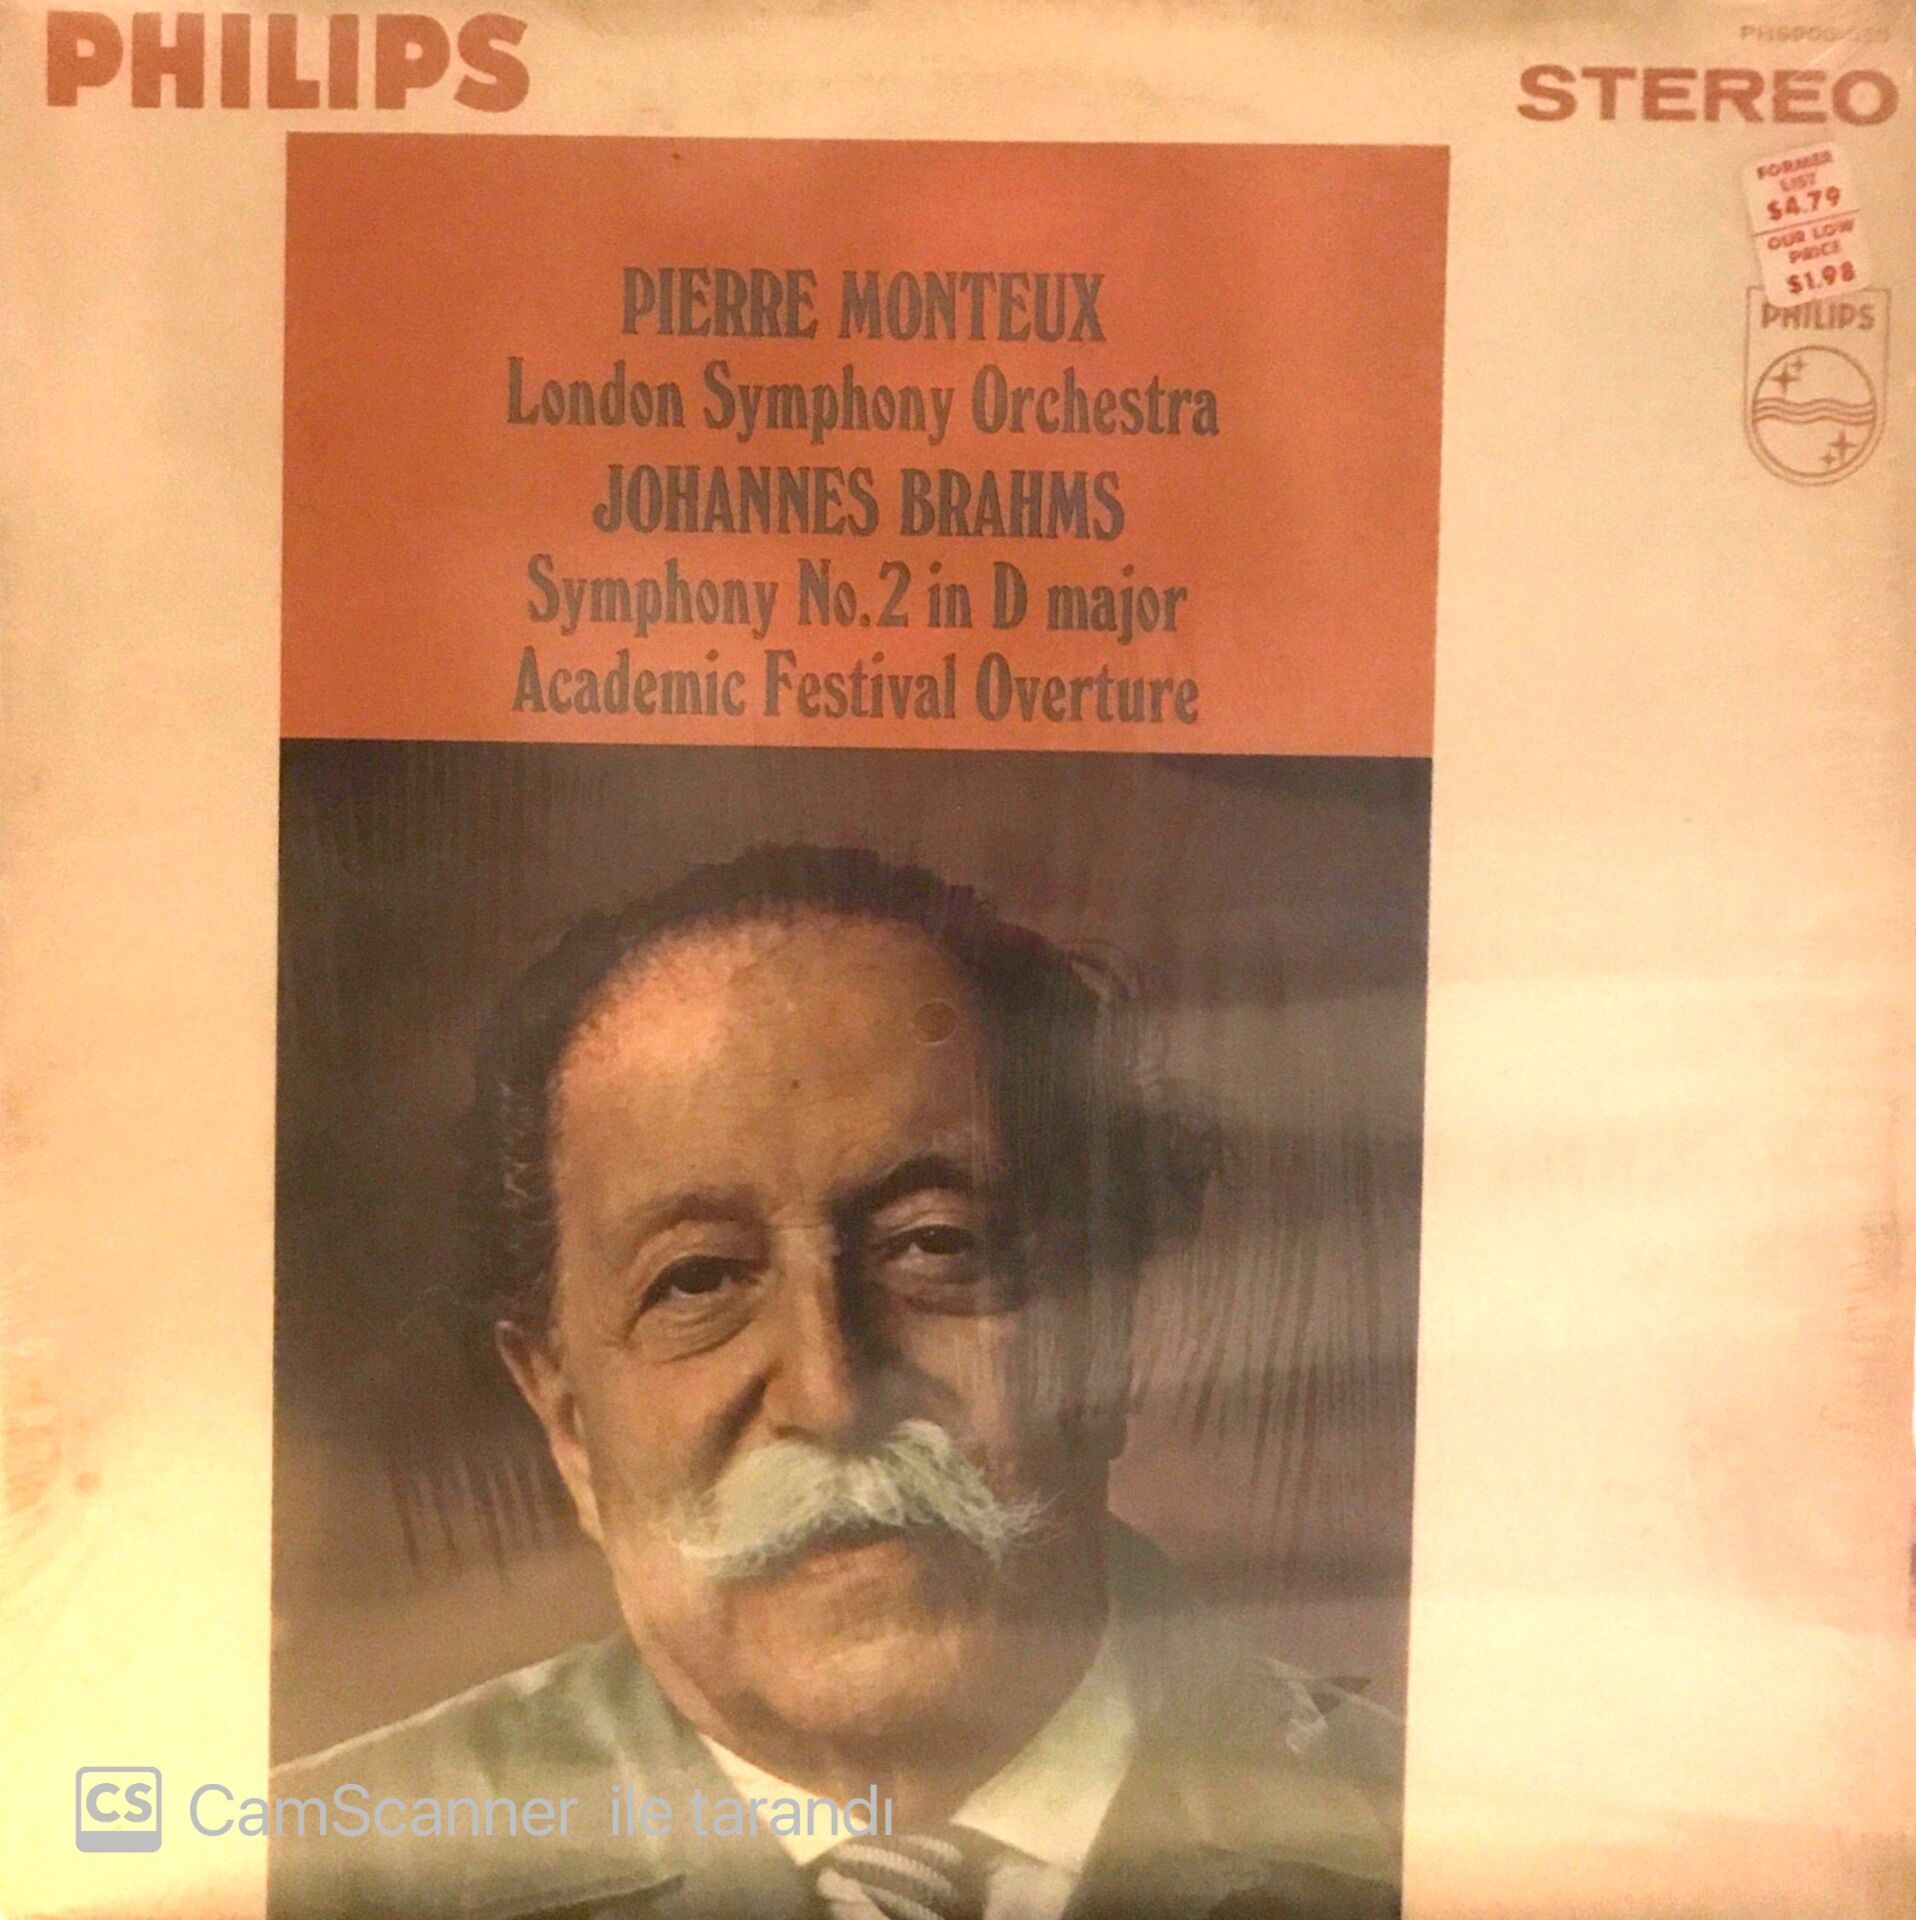 PHILIPS
STEREO
FORMER
LIST
$4.79
OUR LOW
PRICE
$1.98
PHILIPS
PIERRE MONTEUX
London Symphony Orchestra
JOHANNES BRAHMS
Symphony No.2 in D major
Academic Festival Overture
CS CamScanner ile tarandı